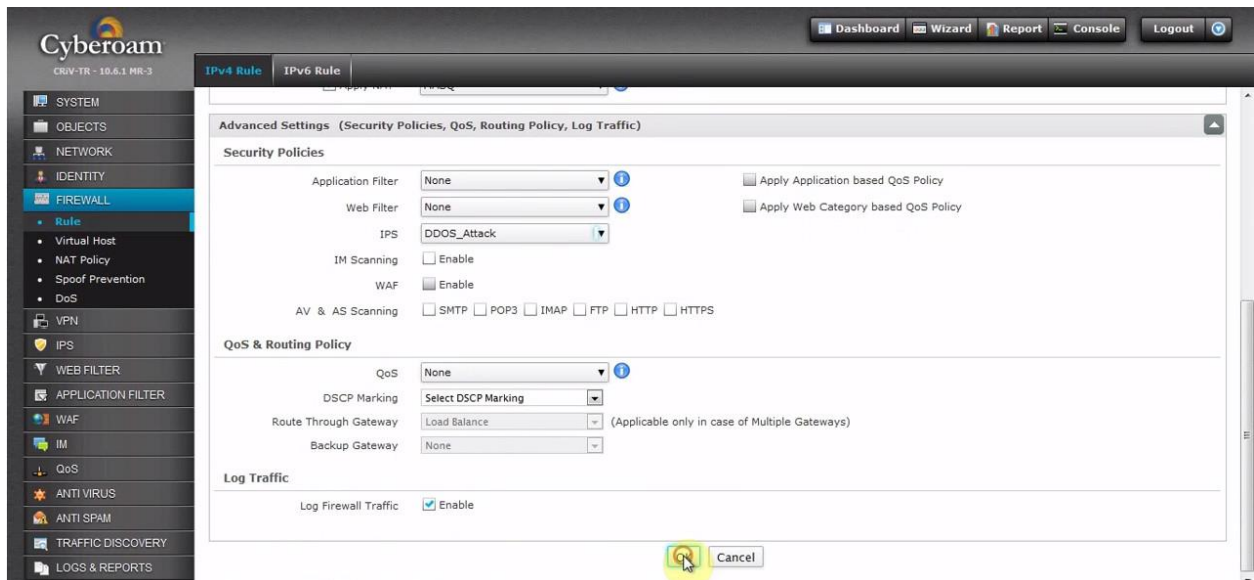 Cyberoam
CRiV-TR - 10.6.1 MR-3
Dashboard Wizard Report Console Logout
IPv4 Rule IPv6 Rule
SYSTEM
OBJECTS
NETWORK
IDENTITY
FIREWALL
Rule
Virtual Host
NAT Policy
Spoof Prevention
DoS
VPN
IPS
WEB FILTER
APPLICATION FILTER
WAF
IM
QoS
ANTI VIRUS
ANTI SPAM
TRAFFIC DISCOVERY
LOGS & REPORTS
Apply NAT MASQ
Advanced Settings (Security Policies, QoS, Routing Policy, Log Traffic)
Security Policies
Application Filter None Apply Application based QoS Policy
Web Filter None Apply Web Category based QoS Policy
IPS DDOS_Attack
IM Scanning Enable
WAF Enable
AV & AS Scanning SMTP POP3 IMAP FTP HTTP HTTPS
QoS & Routing Policy
QoS None
DSCP Marking Select DSCP Marking
Route Through Gateway Load Balance (Applicable only in case of Multiple Gateways)
Backup Gateway None
Log Traffic
Log Firewall Traffic Enable
OK Cancel